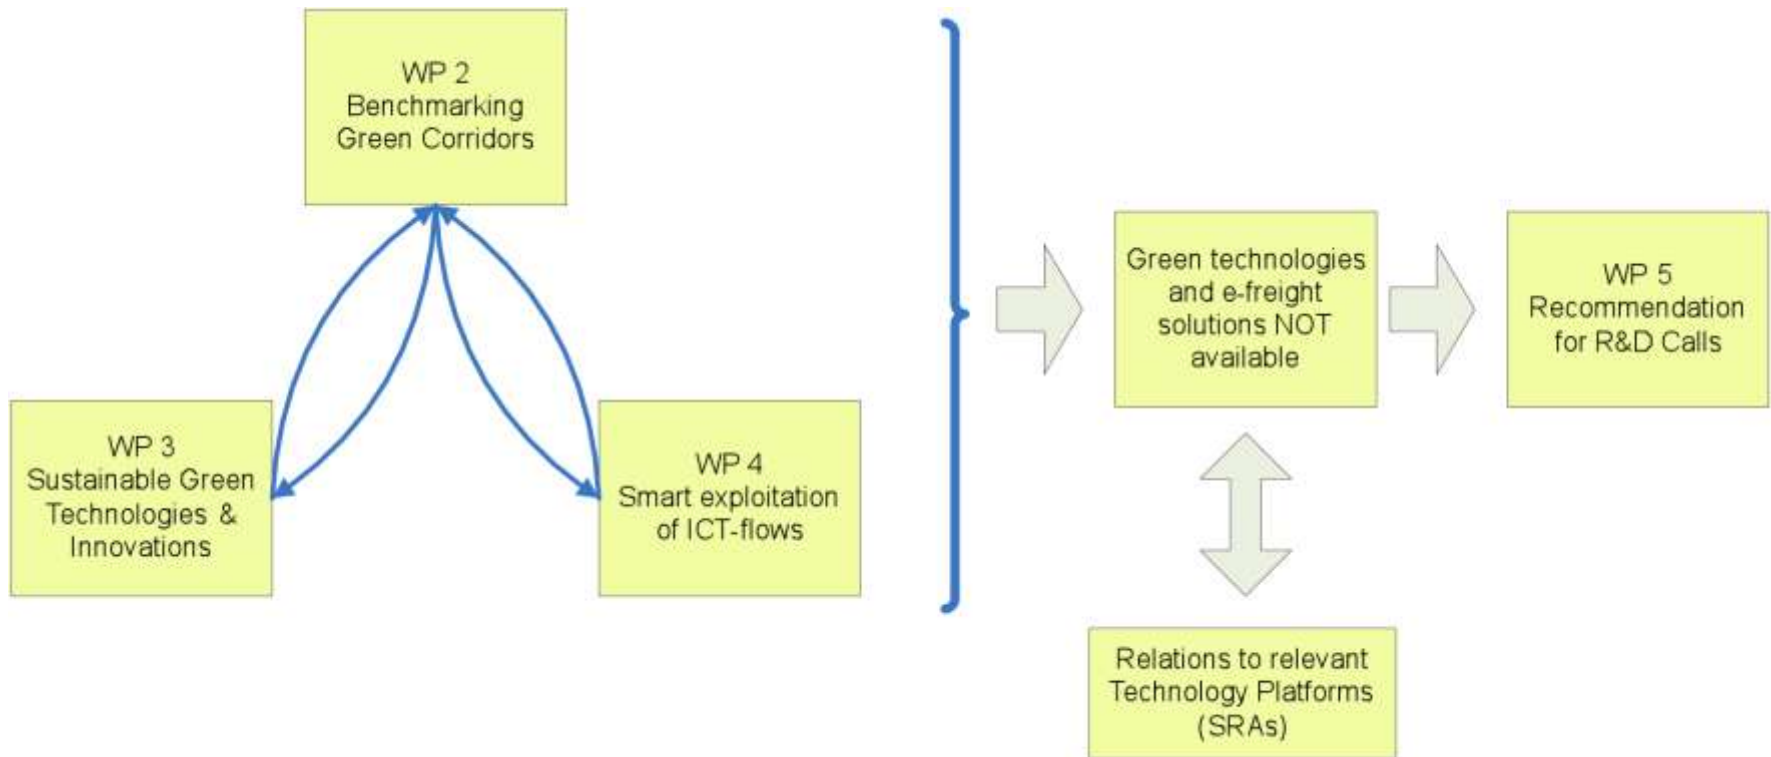 WP 2
Benchmarking
Green Corridors
WP 3
Sustainable Green
Technologies &
Innovations
WP 4
Smart exploitation
of ICT-flows
Green technologies
and e-freight
solutions NOT
available
WP 5
Recommendation
for R&D Calls
Relations to relevant
Technology Platforms
(SRAs)